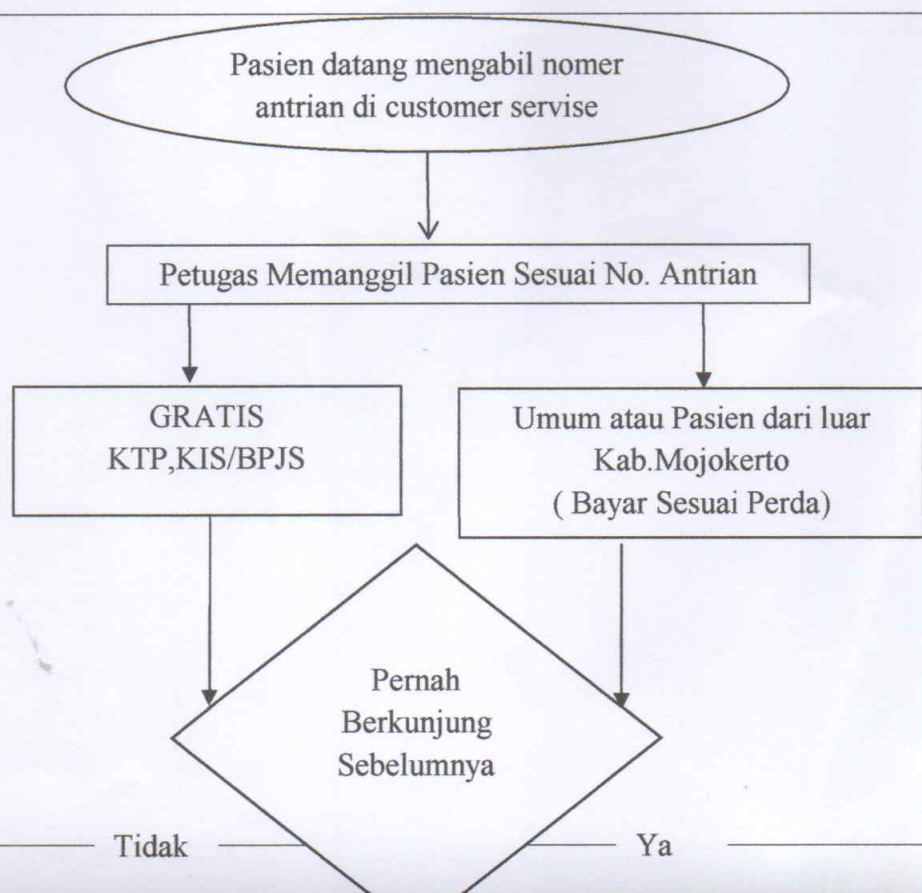 Pasien datang mengabil nomer
antrian di customer servise
Petugas Memanggil Pasien Sesuai No. Antrian
GRATIS
KTP,KIS/BPJS
Umum atau Pasien dari luar
Kab.Mojokerto
( Bayar Sesuai Perda)
Pernah
Berkunjung
Sebelumnya
Tidak
Ya